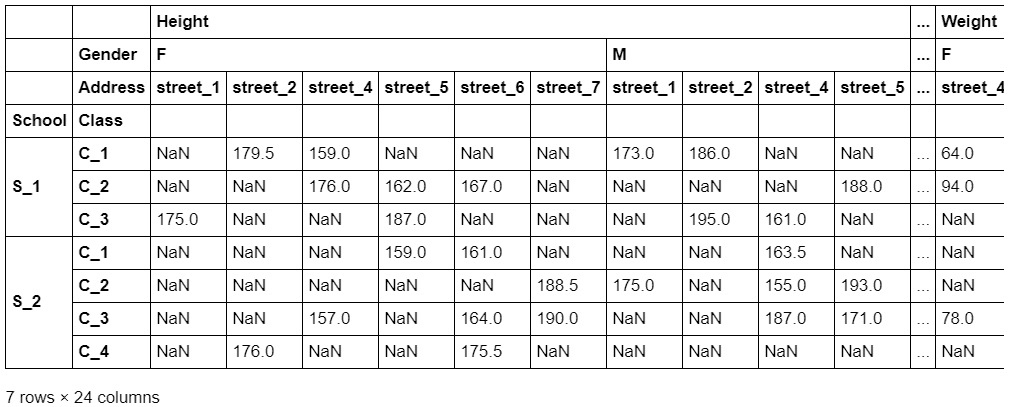 Height ... Weight
Gender F M ... F
Address street_1 street_2 street_4 street_5 street_6 street_7 street_1 street_2 street_4 street_5 ... street_4
School Class
S_1 C_1 NaN 179.5 159.0 NaN NaN NaN 173.0 186.0 NaN NaN ... 64.0
C_2 NaN NaN 176.0 162.0 167.0 NaN NaN NaN NaN 188.0 ... 94.0
C_3 175.0 NaN NaN 187.0 NaN NaN NaN 195.0 161.0 NaN ... NaN
S_2 C_1 NaN NaN NaN 159.0 161.0 NaN NaN NaN 163.5 NaN ... NaN
C_2 NaN NaN NaN NaN NaN 188.5 175.0 NaN 155.0 193.0 ... NaN
C_3 NaN NaN 157.0 NaN 164.0 190.0 NaN NaN 187.0 171.0 ... 78.0
C_4 NaN 176.0 NaN NaN 175.5 NaN NaN NaN NaN NaN ... NaN
7 rows × 24 columns